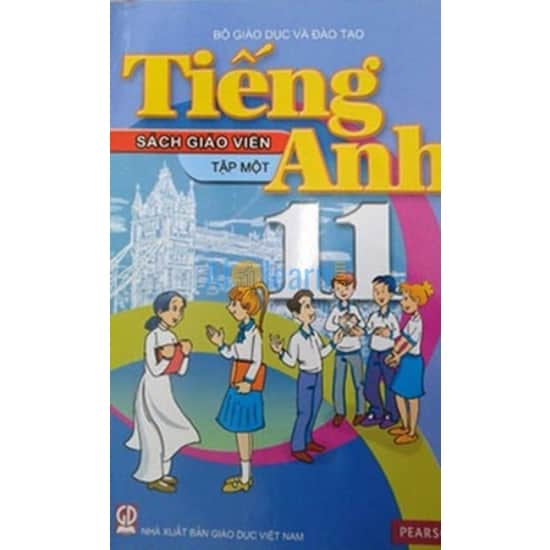 BỘ GIÁO DỤC VÀ ĐÀO TẠO
Tiếng
SÁCH GIÁO VIÊN
TẬP MỘT
Anh
11
GD
NHÀ XUẤT BẢN GIÁO DỤC VIỆT NAM
PEARS